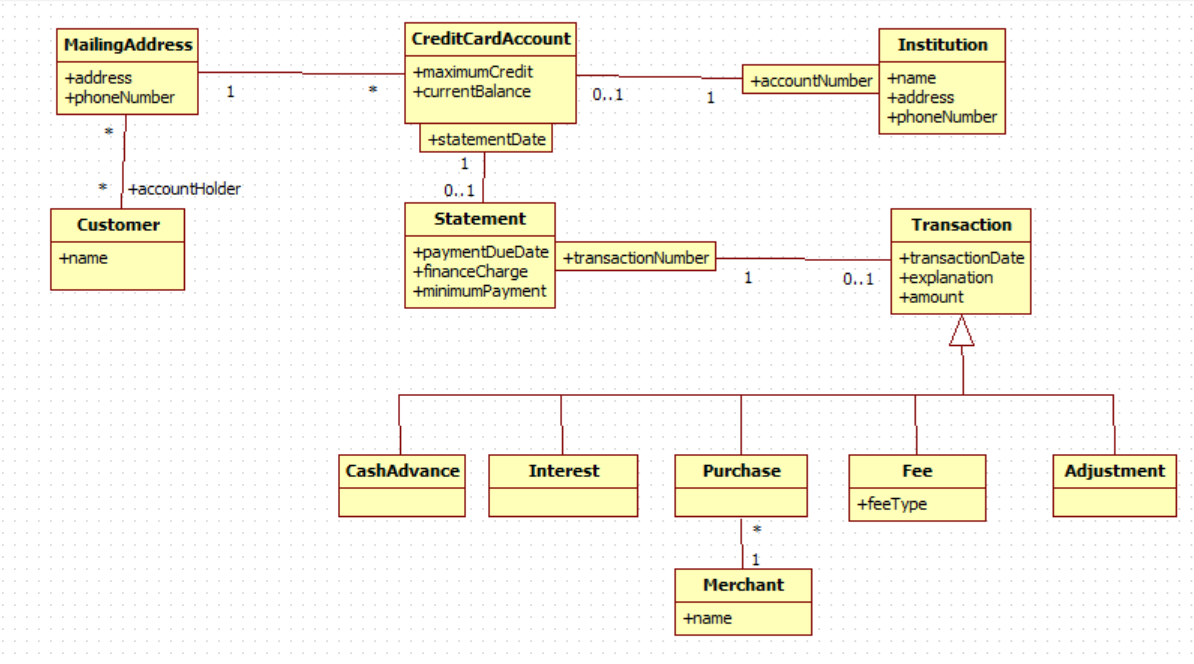 MailingAddress
+address
+phoneNumber
1
*
CreditCardAccount
+maximumCredit
+currentBalance
0..1
1
+accountNumber
Institution
+name
+address
+phoneNumber
+statementDate
1
0..1
*
*
+accountHolder
Customer
+name
Statement
+paymentDueDate
+financeCharge
+minimumPayment
+transactionNumber
1
0..1
Transaction
+transactionDate
+explanation
+amount
CashAdvance
Interest
Purchase
Fee
+feeType
Adjustment
*
1
Merchant
+name